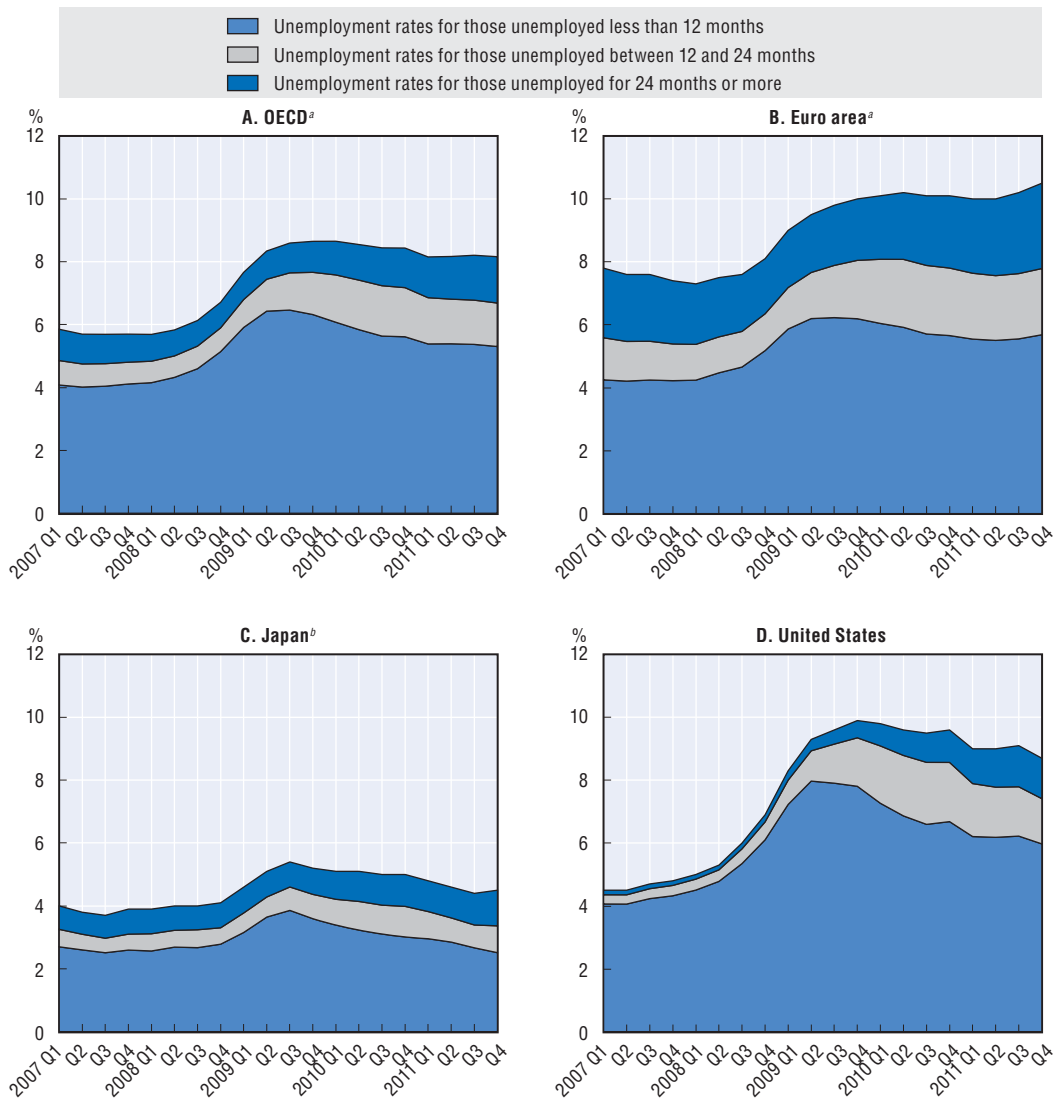 Unemployment rates for those unemployed less than 12 months
Unemployment rates for those unemployed between 12 and 24 months
Unemployment rates for those unemployed for 24 months or more
%
A. OECDᵃ
12
10
8
6
4
2
0
2007 Q1
Q2
Q3
Q4
2008 Q1
Q2
Q3
Q4
2009 Q1
Q2
Q3
Q4
2010 Q1
Q2
Q3
Q4
2011 Q1
Q2
Q3
Q4
%
B. Euro areaᵃ
12
10
8
6
4
2
0
2007 Q1
Q2
Q3
Q4
2008 Q1
Q2
Q3
Q4
2009 Q1
Q2
Q3
Q4
2010 Q1
Q2
Q3
Q4
2011 Q1
Q2
Q3
Q4
%
C. Japanᵇ
12
10
8
6
4
2
0
2007 Q1
Q2
Q3
Q4
2008 Q1
Q2
Q3
Q4
2009 Q1
Q2
Q3
Q4
2010 Q1
Q2
Q3
Q4
2011 Q1
Q2
Q3
Q4
%
D. United States
12
10
8
6
4
2
0
2007 Q1
Q2
Q3
Q4
2008 Q1
Q2
Q3
Q4
2009 Q1
Q2
Q3
Q4
2010 Q1
Q2
Q3
Q4
2011 Q1
Q2
Q3
Q4